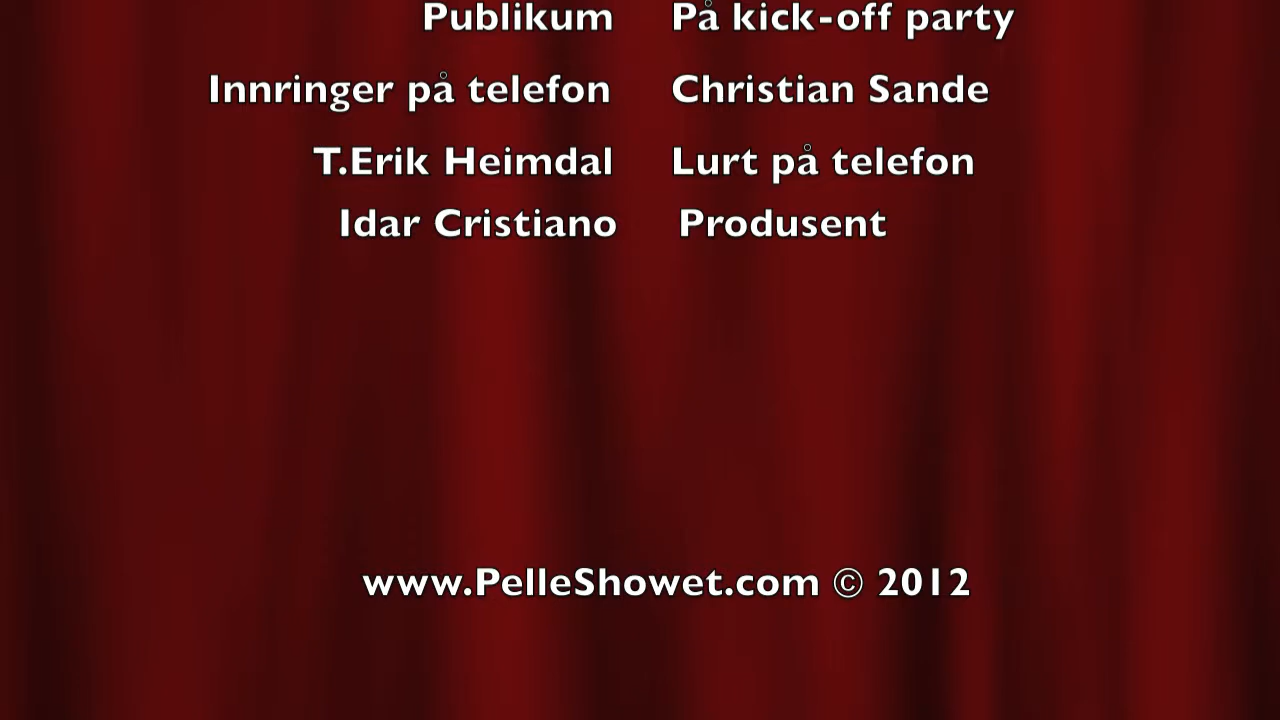 Publikum På kick-off party
Innringer på telefon Christian Sande
T.Erik Heimdal Lurt på telefon
Idar Cristiano Produsent
www.PelleShowet.com © 2012